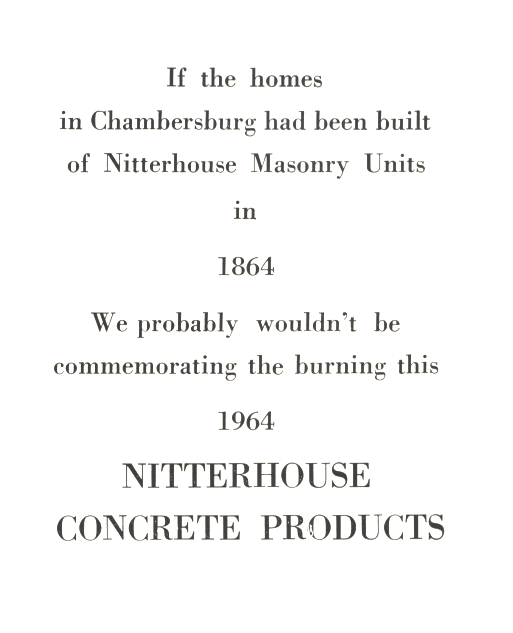 If the homes
in Chambersburg had been built
of Nitterhouse Masonry Units
in
1864
We probably wouldn't be
commemorating the burning this
1964
NITTERHOUSE
CONCRETE PRODUCTS